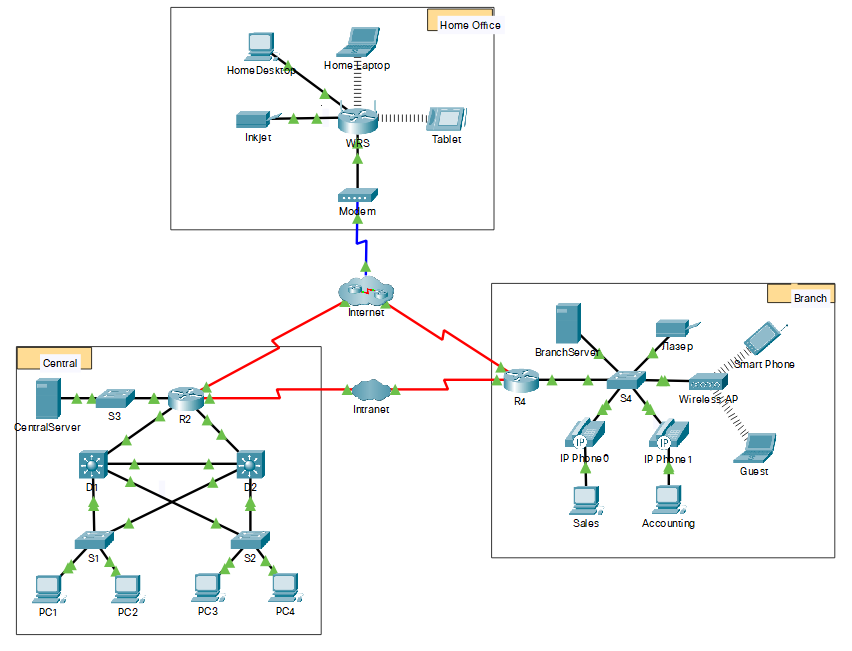 Home Office
HomeDesktop
Home Laptop
Inkjet
WRS
Tablet
Modem
Internet
Branch
BranchServer
Лазер
Smart Phone
R4
S4
Wireless AP
IP Phone0
IP Phone1
IP
IP
Guest
Sales
Accounting
Intranet
Central
CentralServer
S3
R2
D1
D2
S1
S2
PC1
PC2
PC3
PC4